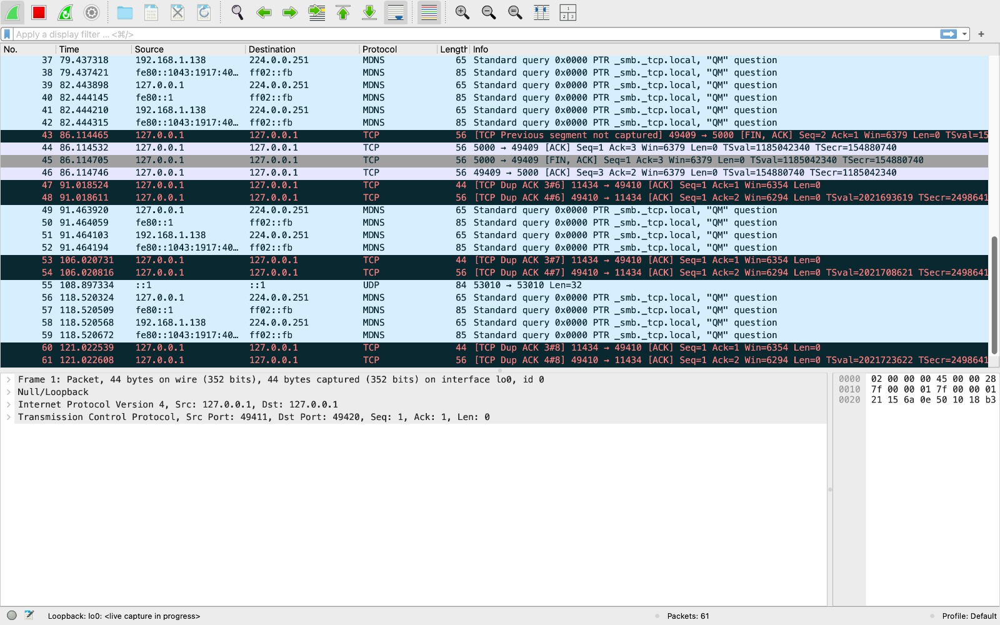 1
2 3
Apply a display filter ... <⌘/>
+
No. Time Source Destination Protocol Length Info
37 79.437318 192.168.1.138 224.0.0.251 MDNS 65 Standard query 0x0000 PTR _smb._tcp.local, "QM" question
38 79.437421 fe80::1043:1917:40… ff02::fb MDNS 85 Standard query 0x0000 PTR _smb._tcp.local, "QM" question
39 82.443898 127.0.0.1 224.0.0.251 MDNS 65 Standard query 0x0000 PTR _smb._tcp.local, "QM" question
40 82.444145 fe80::1 ff02::fb MDNS 85 Standard query 0x0000 PTR _smb._tcp.local, "QM" question
41 82.444210 192.168.1.138 224.0.0.251 MDNS 65 Standard query 0x0000 PTR _smb._tcp.local, "QM" question
42 82.444315 fe80::1043:1917:40… ff02::fb MDNS 85 Standard query 0x0000 PTR _smb._tcp.local, "QM" question
43 86.114465 127.0.0.1 127.0.0.1 TCP 56 [TCP Previous segment not captured] 49409 → 5000 [FIN, ACK] Seq=2 Ack=1 Win=6379 Len=0 TSval=15
44 86.114532 127.0.0.1 127.0.0.1 TCP 56 5000 → 49409 [ACK] Seq=1 Ack=3 Win=6379 Len=0 TSval=1185042340 TSecr=154880740
45 86.114705 127.0.0.1 127.0.0.1 TCP 56 5000 → 49409 [FIN, ACK] Seq=1 Ack=3 Win=6379 Len=0 TSval=1185042340 TSecr=154880740
46 86.114746 127.0.0.1 127.0.0.1 TCP 56 49409 → 5000 [ACK] Seq=3 Ack=2 Win=6379 Len=0 TSval=154880740 TSecr=1185042340
47 91.018524 127.0.0.1 127.0.0.1 TCP 44 [TCP Dup ACK 3#6] 11434 → 49410 [ACK] Seq=1 Ack=1 Win=6354 Len=0
48 91.018611 127.0.0.1 127.0.0.1 TCP 56 [TCP Dup ACK 4#6] 49410 → 11434 [ACK] Seq=1 Ack=2 Win=6294 Len=0 TSval=2021693619 TSecr=2498641
49 91.463920 127.0.0.1 224.0.0.251 MDNS 65 Standard query 0x0000 PTR _smb._tcp.local, "QM" question
50 91.464059 fe80::1 ff02::fb MDNS 85 Standard query 0x0000 PTR _smb._tcp.local, "QM" question
51 91.464103 192.168.1.138 224.0.0.251 MDNS 65 Standard query 0x0000 PTR _smb._tcp.local, "QM" question
52 91.464194 fe80::1043:1917:40… ff02::fb MDNS 85 Standard query 0x0000 PTR _smb._tcp.local, "QM" question
53 106.020731 127.0.0.1 127.0.0.1 TCP 44 [TCP Dup ACK 3#7] 11434 → 49410 [ACK] Seq=1 Ack=1 Win=6354 Len=0
54 106.020816 127.0.0.1 127.0.0.1 TCP 56 [TCP Dup ACK 4#7] 49410 → 11434 [ACK] Seq=1 Ack=2 Win=6294 Len=0 TSval=2021708621 TSecr=2498641
55 108.897334 ::1 ::1 UDP 84 53010 → 53010 Len=32
56 118.520324 127.0.0.1 224.0.0.251 MDNS 65 Standard query 0x0000 PTR _smb._tcp.local, "QM" question
57 118.520509 fe80::1 ff02::fb MDNS 85 Standard query 0x0000 PTR _smb._tcp.local, "QM" question
58 118.520568 192.168.1.138 224.0.0.251 MDNS 65 Standard query 0x0000 PTR _smb._tcp.local, "QM" question
59 118.520672 fe80::1043:1917:40… ff02::fb MDNS 85 Standard query 0x0000 PTR _smb._tcp.local, "QM" question
60 121.022539 127.0.0.1 127.0.0.1 TCP 44 [TCP Dup ACK 3#8] 11434 → 49410 [ACK] Seq=1 Ack=1 Win=6354 Len=0
61 121.022608 127.0.0.1 127.0.0.1 TCP 56 [TCP Dup ACK 4#8] 49410 → 11434 [ACK] Seq=1 Ack=2 Win=6294 Len=0 TSval=2021723622 TSecr=2498641
Frame 1: Packet, 44 bytes on wire (352 bits), 44 bytes captured (352 bits) on interface lo0, id 0
Null/Loopback
Internet Protocol Version 4, Src: 127.0.0.1, Dst: 127.0.0.1
Transmission Control Protocol, Src Port: 49411, Dst Port: 49420, Seq: 1, Ack: 1, Len: 0
0000 02 00 00 00 45 00 00 28
0010 7f 00 00 01 7f 00 00 01
0020 21 15 6a 0e 50 10 18 b3
Loopback: lo0: <live capture in progress>
Packets: 61
Profile: Default